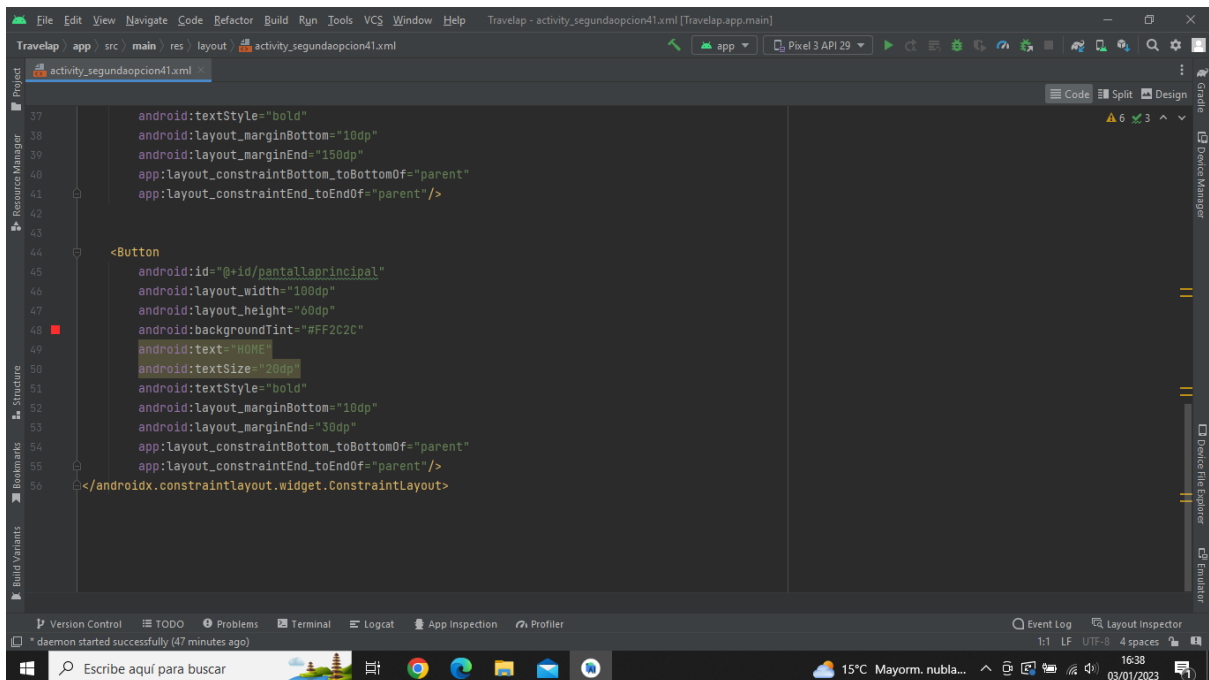 File Edit View Navigate Code Refactor Build Run Tools VCS Window Help Travelap - activity_segundaopcion41.xml [Travelap.app.main]
Travelap app src main res layout activity_segundaopcion41.xml app Pixel 3 API 29
activity_segundaopcion41.xml
Code Split Design
6 3
37 android:textStyle="bold"
38 android:layout_marginBottom="10dp"
39 android:layout_marginEnd="150dp"
40 app:layout_constraintBottom_toBottomOf="parent"
41 app:layout_constraintEnd_toEndOf="parent"/>
42
43
44 <Button
45 android:id="@+id/pantallaprincipal"
46 android:layout_width="100dp"
47 android:layout_height="60dp"
48 android:backgroundTint="#FF2C2C"
49 android:text="HOME"
50 android:textSize="20dp"
51 android:textStyle="bold"
52 android:layout_marginBottom="10dp"
53 android:layout_marginEnd="30dp"
54 app:layout_constraintBottom_toBottomOf="parent"
55 app:layout_constraintEnd_toEndOf="parent"/>
56 </androidx.constraintlayout.widget.ConstraintLayout>
Project
Resource Manager
Structure
Bookmarks
Build Variants
Gradle
Device Manager
Device File Explorer
Emulator
Version Control TODO Problems Terminal Logcat App Inspection Profiler Event Log Layout Inspector
* daemon started successfully (47 minutes ago) 1:1 LF UTF-8 4 spaces
Escribe aquí para buscar 15°C Mayorm. nubla... 16:38
03/01/2023
1